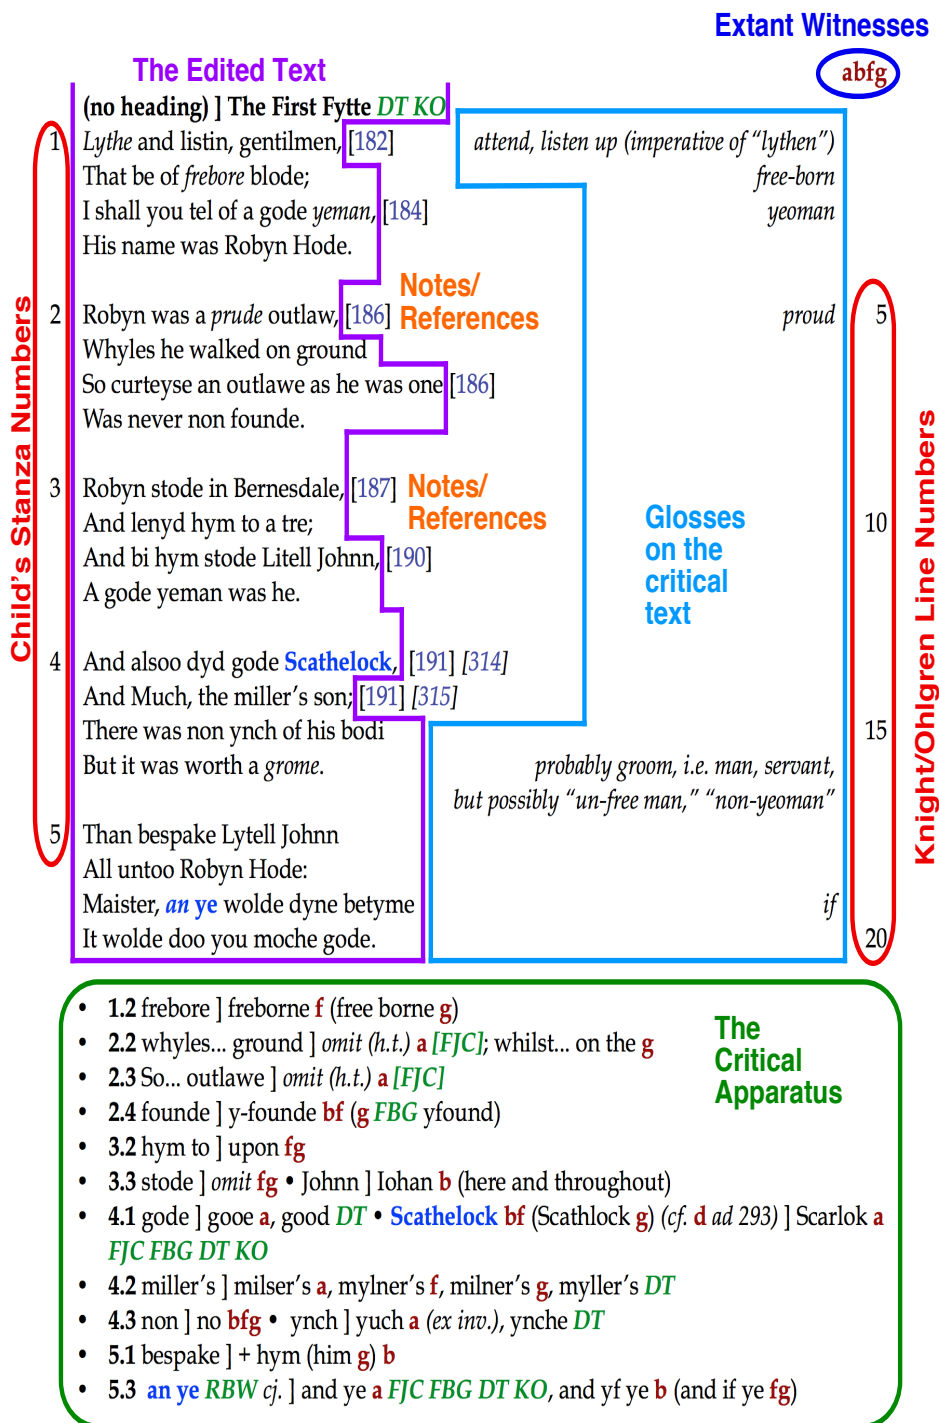 Extant Witnesses
The Edited Text
abfg
(no heading) ] The First Fytte DT KO
1 Lythe and listin, gentilmen, [182] attend, listen up (imperative of “lythen”)
That be of frebore blode; free-born
I shall you tel of a gode yeman, [184] yeoman
His name was Robyn Hode.
Notes/
References
2 Robyn was a prude outlaw, [186] proud 5
Whyles he walked on ground
So curteyse an outlawe as he was one [186]
Was never non founde.
3 Robyn stode in Bernesdale, [187]
Notes/
References
And lenyd hym to a tre; 10
And bi hym stode Litell Johnn, [190]
A gode yeman was he.
Glosses
on the
critical
text
Child's Stanza Numbers
Knight/Ohlgren Line Numbers
4 And alsoo dyd gode Scathelock, [191] [314]
And Much, the miller’s son; [191] [315]
There was non ynch of his bodi 15
But it was worth a grome. probably groom, i.e. man, servant,
but possibly “un-free man,” “non-yeoman”
5 Than bespake Lytell Johnn
All untoo Robyn Hode:
Maister, an ye wolde dyne betyme if
It wolde doo you moche gode. 20
The
Critical
Apparatus
• 1.2 frebore ] freborne f (free borne g)
• 2.2 whyles... ground ] omit (h.t.) a [FJC]; whilst... on the g
• 2.3 So... outlawe ] omit (h.t.) a [FJC]
• 2.4 founde ] y-founde bf (g FBG yfound)
• 3.2 hym to ] upon fg
• 3.3 stode ] omit fg • Johnn ] Iohan b (here and throughout)
• 4.1 gode ] gooe a, good DT • Scathelock bf (Scathlock g) (cf. d ad 293) ] Scarlok a
FJC FBG DT KO
• 4.2 miller’s ] milser’s a, mylner’s f, milner’s g, myller’s DT
• 4.3 non ] no bfg • ynch ] yuch a (ex inv.), ynche DT
• 5.1 bespake ] + hym (him g) b
• 5.3 an ye RBW cj. ] and ye a FJC FBG DT KO, and yf ye b (and if ye fg)